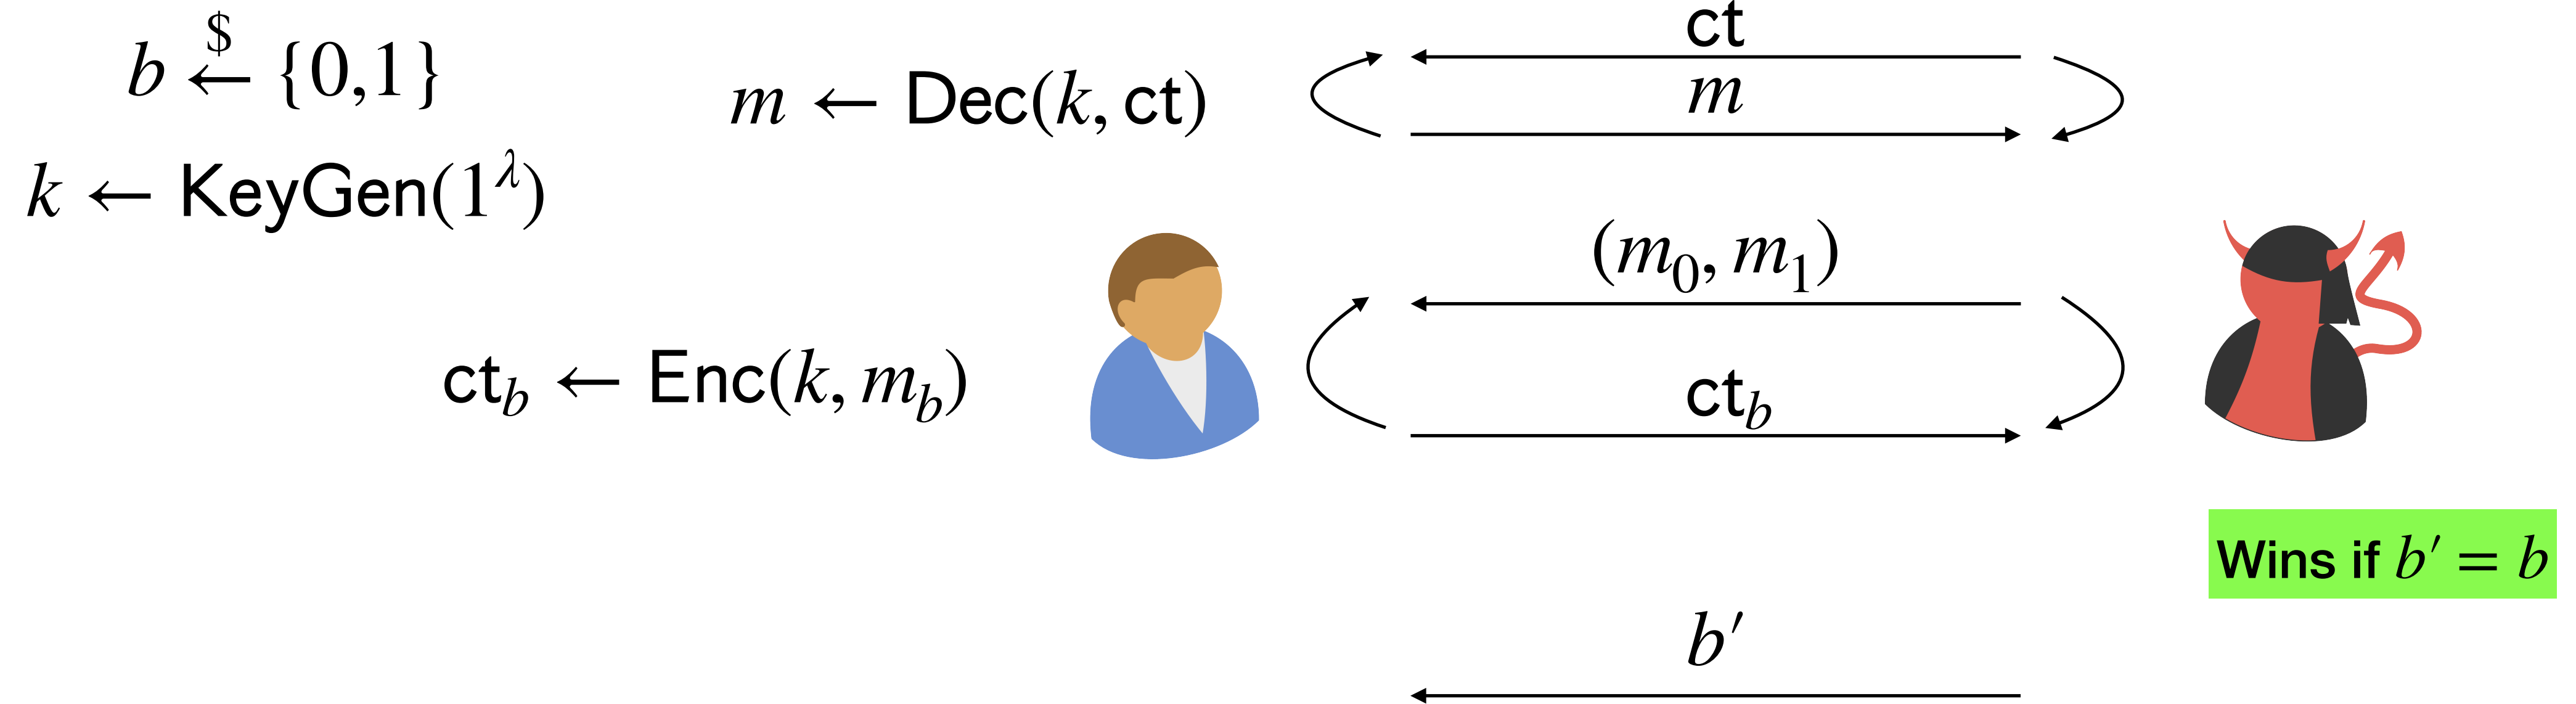 b ←$ {0,1}
k ← KeyGen(1^λ)
m ← Dec(k, ct)
ct
m
(m_0, m_1)
ct_b ← Enc(k, m_b)
ct_b
Wins if b′ = b
b′